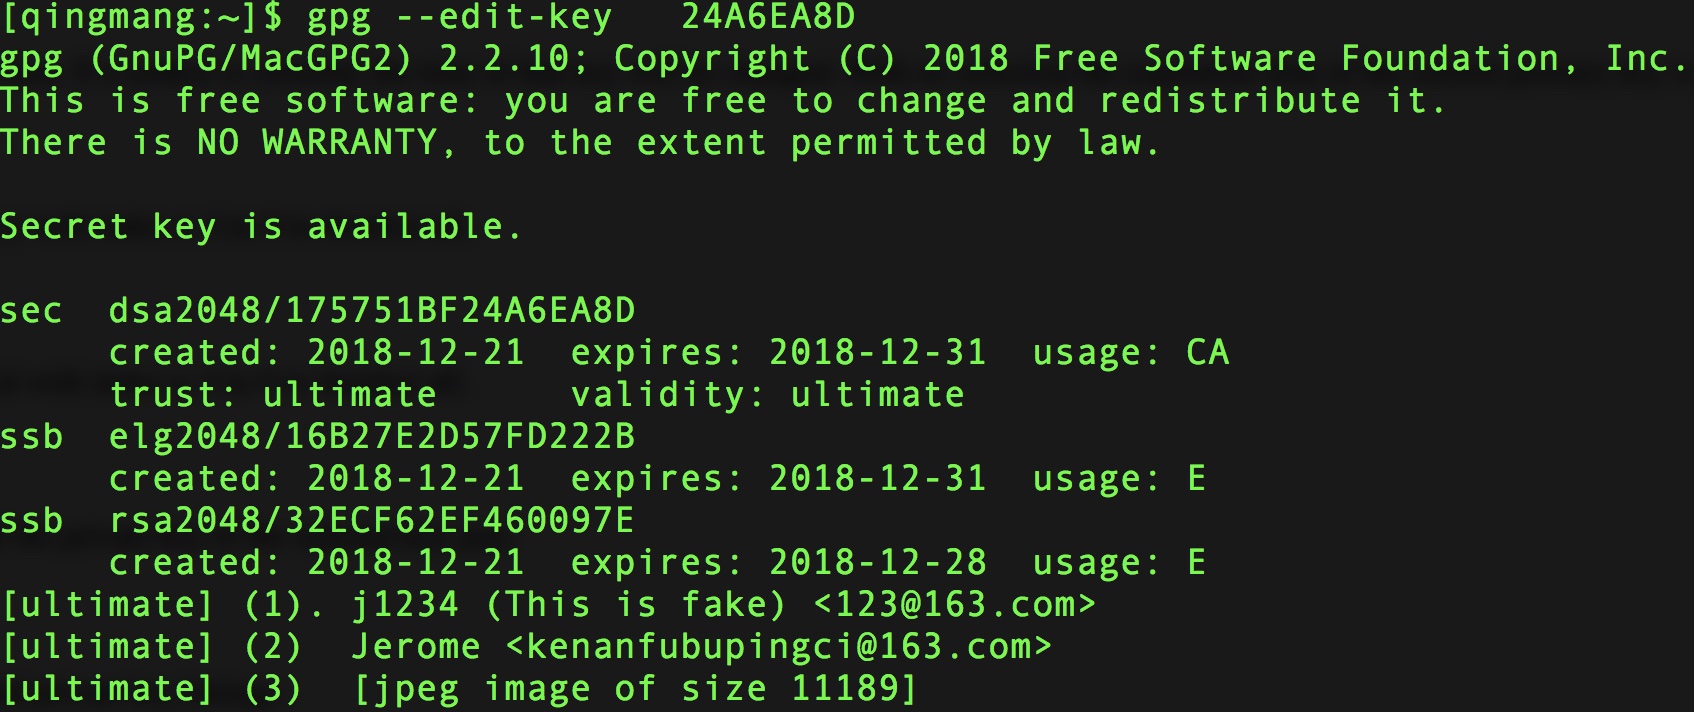 [qingmang:~]$ gpg --edit-key   24A6EA8D
gpg (GnuPG/MacGPG2) 2.2.10; Copyright (C) 2018 Free Software Foundation, Inc.
This is free software: you are free to change and redistribute it.
There is NO WARRANTY, to the extent permitted by law.
Secret key is available.
sec  dsa2048/175751BF24A6EA8D
     created: 2018-12-21  expires: 2018-12-31  usage: CA
     trust: ultimate      validity: ultimate
ssb  elg2048/16B27E2D57FD222B
     created: 2018-12-21  expires: 2018-12-31  usage: E
ssb  rsa2048/32ECF62EF460097E
     created: 2018-12-21  expires: 2018-12-28  usage: E
[ultimate] (1). j1234 (This is fake) <123@163.com>
[ultimate] (2)  Jerome <kenanfubupingci@163.com>
[ultimate] (3)  [jpeg image of size 11189]